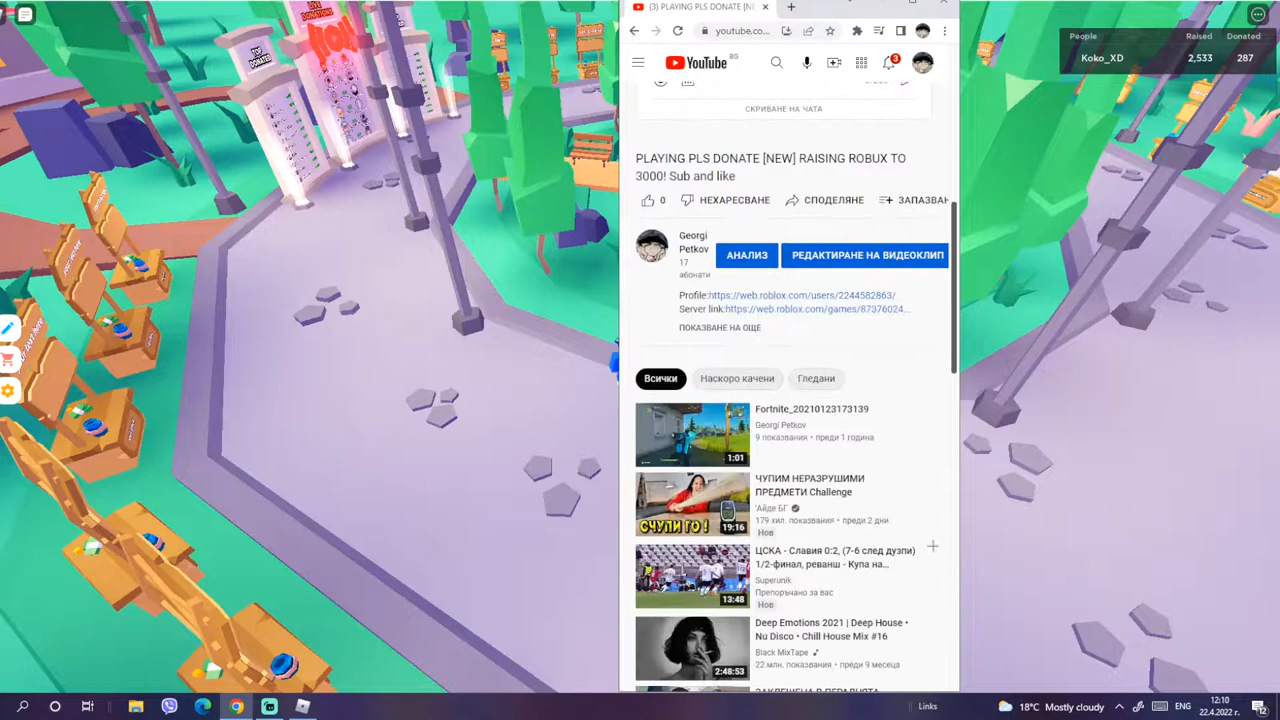 (3) PLAYING PLS DONATE [NE
youtube.co...
YouTube BG
3
People Raised Donated
Koko_XD 2,533 287
TOP DONATED
СКРИВАНЕ НА ЧАТА
PLAYING PLS DONATE [NEW] RAISING ROBUX TO
3000! Sub and like
0 НЕХАРЕСВАНЕ СПОДЕЛЯНЕ ЗАПАЗВАН
Georgi
Petkov
17
абонати
АНАЛИЗ РЕДАКТИРАНЕ НА ВИДЕОКЛИП
Profile:https://web.roblox.com/users/2244582863/
Server link:https://web.roblox.com/games/87376024...
ПОКАЗВАНЕ НА ОЩЕ
Всички Наскоро качени Гледани
Fortnite_20210123173139
Georgi Petkov
9 показвания • преди 1 година
1:01
ЧУПИМ НЕРАЗРУШИМИ
ПРЕДМЕТИ Challenge
'Айде БГ
179 хил. показвания • преди 2 дни
Нов
СЧУПИ ГО !
19:16
ЦСКА - Славия 0:2, (7-6 след дузпи)
1/2-финал, реванш - Купа на...
Superunik
Препоръчано за вас
Нов
13:48
Deep Emotions 2021 | Deep House •
Nu Disco • Chill House Mix #16
Black MixTape
22 млн. показвания • преди 9 месеца
2:48:53
Links
18°C Mostly cloudy
ENG
12:10
22.4.2022 г.
12